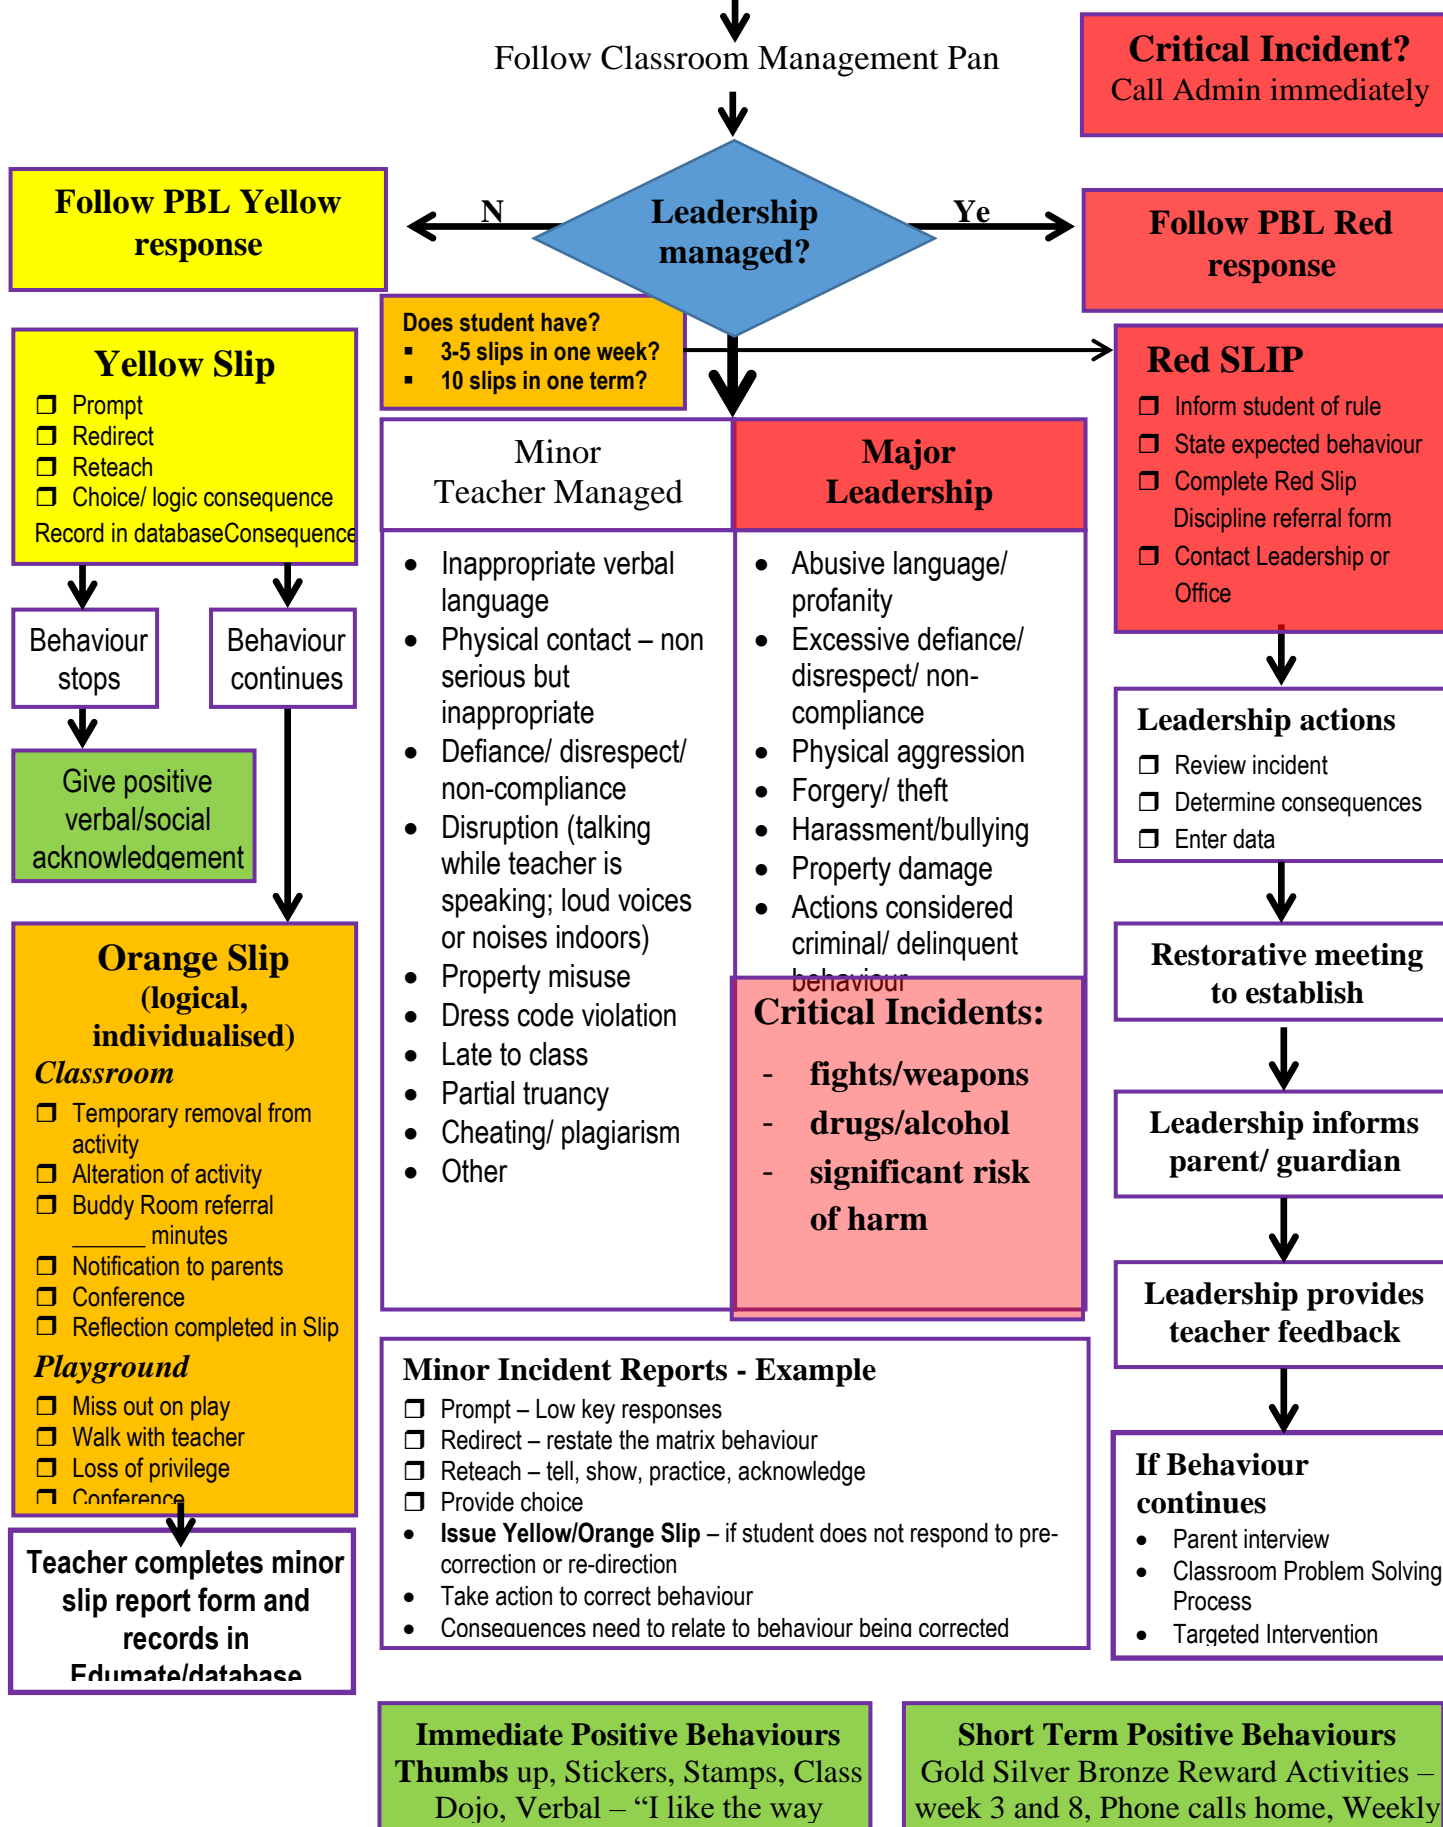 Follow Classroom Management Pan
Critical Incident?
Call Admin immediately
Follow PBL Yellow
response
N
Leadership
managed?
Ye
Follow PBL Red
response
Does student have?
▪ 3-5 slips in one week?
▪ 10 slips in one term?
Yellow Slip
❒ Prompt
❒ Redirect
❒ Reteach
❒ Choice/ logic consequence
Record in databaseConsequence
Behaviour
stops
Behaviour
continues
Give positive
verbal/social
acknowledgement
Orange Slip
(logical,
individualised)
Classroom
❒ Temporary removal from
activity
❒ Alteration of activity
❒ Buddy Room referral
______ minutes
❒ Notification to parents
❒ Conference
❒ Reflection completed in Slip
Playground
❒ Miss out on play
❒ Walk with teacher
❒ Loss of privilege
❒ Conference
Teacher completes minor
slip report form and
records in
Edumate/database
Minor
Teacher Managed
• Inappropriate verbal
language
• Physical contact – non
serious but
inappropriate
• Defiance/ disrespect/
non-compliance
• Disruption (talking
while teacher is
speaking; loud voices
or noises indoors)
• Property misuse
• Dress code violation
• Late to class
• Partial truancy
• Cheating/ plagiarism
• Other
Major
Leadership
• Abusive language/
profanity
• Excessive defiance/
disrespect/ non-
compliance
• Physical aggression
• Forgery/ theft
• Harassment/bullying
• Property damage
• Actions considered
criminal/ delinquent
behaviour
Critical Incidents:
- fights/weapons
- drugs/alcohol
- significant risk
of harm
Red SLIP
❒ Inform student of rule
❒ State expected behaviour
❒ Complete Red Slip
Discipline referral form
❒ Contact Leadership or
Office
Leadership actions
❒ Review incident
❒ Determine consequences
❒ Enter data
Restorative meeting
to establish
Leadership informs
parent/ guardian
Leadership provides
teacher feedback
If Behaviour
continues
• Parent interview
• Classroom Problem Solving
Process
• Targeted Intervention
Minor Incident Reports - Example
❒ Prompt – Low key responses
❒ Redirect – restate the matrix behaviour
❒ Reteach – tell, show, practice, acknowledge
❒ Provide choice
• Issue Yellow/Orange Slip – if student does not respond to pre-
correction or re-direction
• Take action to correct behaviour
• Consequences need to relate to behaviour being corrected
Immediate Positive Behaviours
Thumbs up, Stickers, Stamps, Class
Dojo, Verbal – “I like the way
Short Term Positive Behaviours
Gold Silver Bronze Reward Activities –
week 3 and 8, Phone calls home, Weekly